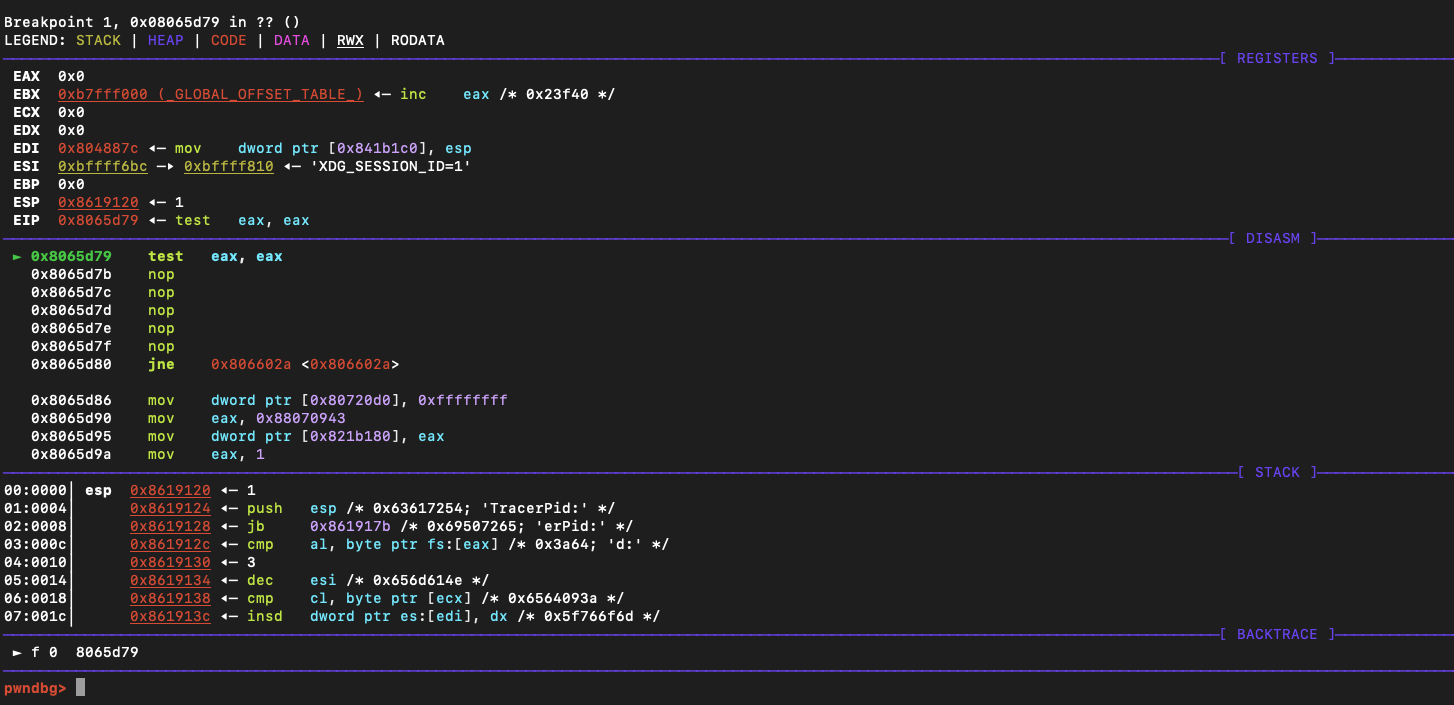 Breakpoint 1, 0x08065d79 in ?? ()
LEGEND: STACK | HEAP | CODE | DATA | RWX | RODATA
[ REGISTERS ]
EAX  0x0
EBX  0xb7fff000 (_GLOBAL_OFFSET_TABLE_) ◂— inc    eax /* 0x23f40 */
ECX  0x0
EDX  0x0
EDI  0x804887c ◂— mov    dword ptr [0x841b1c0], esp
ESI  0xbffff6bc —▸ 0xbffff810 ◂— 'XDG_SESSION_ID=1'
EBP  0x0
ESP  0x8619120 ◂— 1
EIP  0x8065d79 ◂— test   eax, eax
[ DISASM ]
► 0x8065d79    test   eax, eax
0x8065d7b    nop
0x8065d7c    nop
0x8065d7d    nop
0x8065d7e    nop
0x8065d7f    nop
0x8065d80    jne    0x806602a <0x806602a>
0x8065d86    mov    dword ptr [0x80720d0], 0xffffffff
0x8065d90    mov    eax, 0x88070943
0x8065d95    mov    dword ptr [0x821b180], eax
0x8065d9a    mov    eax, 1
[ STACK ]
00:0000│ esp  0x8619120 ◂— 1
01:0004│      0x8619124 ◂— push   esp /* 0x63617254; 'TracerPid:' */
02:0008│      0x8619128 ◂— jb     0x861917b /* 0x69507265; 'erPid:' */
03:000c│      0x861912c ◂— cmp    al, byte ptr fs:[eax] /* 0x3a64; 'd:' */
04:0010│      0x8619130 ◂— 3
05:0014│      0x8619134 ◂— dec    esi /* 0x656d614e */
06:0018│      0x8619138 ◂— cmp    cl, byte ptr [ecx] /* 0x6564093a */
07:001c│      0x861913c ◂— insd   dword ptr es:[edi], dx /* 0x5f766f6d */
[ BACKTRACE ]
► f 0  8065d79
pwndbg>